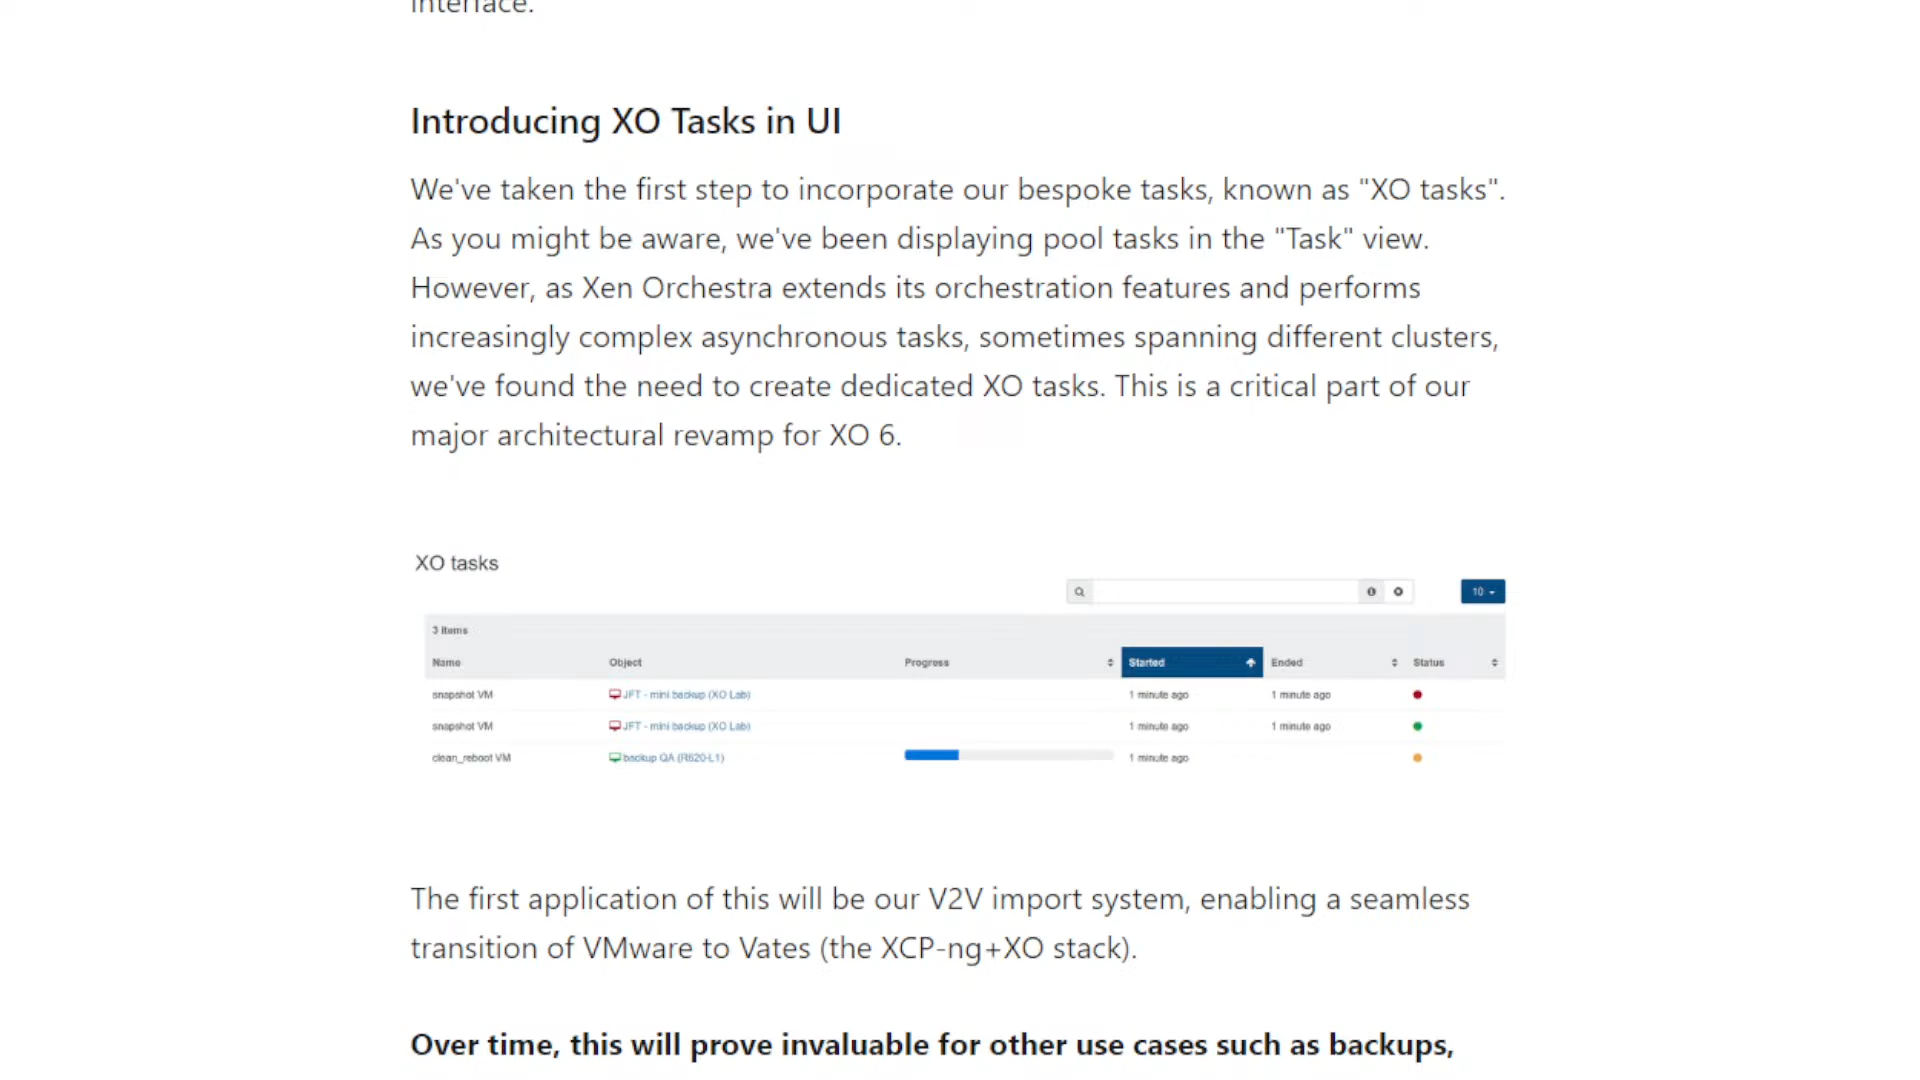 interface.
Introducing XO Tasks in UI
We've taken the first step to incorporate our bespoke tasks, known as "XO tasks".
As you might be aware, we've been displaying pool tasks in the "Task" view.
However, as Xen Orchestra extends its orchestration features and performs
increasingly complex asynchronous tasks, sometimes spanning different clusters,
we've found the need to create dedicated XO tasks. This is a critical part of our
major architectural revamp for XO 6.
XO tasks
10
3 items
Name Object Progress Started Ended Status
snapshot VM JFT - mini backup (XO Lab) 1 minute ago 1 minute ago
snapshot VM JFT - mini backup (XO Lab) 1 minute ago 1 minute ago
clean_reboot VM backup QA (R620-L1) 1 minute ago
The first application of this will be our V2V import system, enabling a seamless
transition of VMware to Vates (the XCP-ng+XO stack).
Over time, this will prove invaluable for other use cases such as backups,